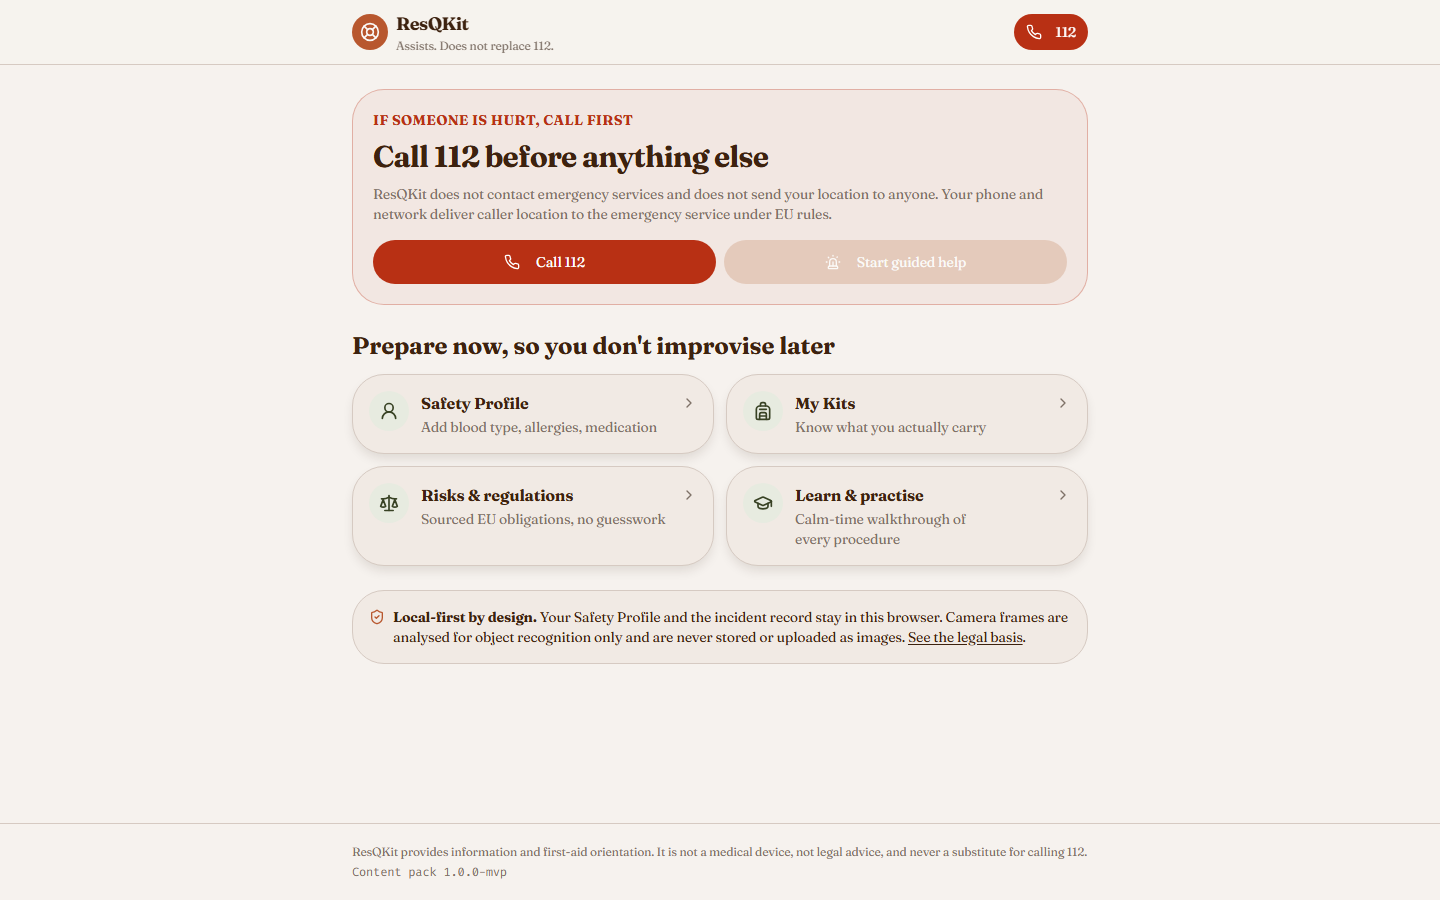 ResQKit
Assists. Does not replace 112.
112
IF SOMEONE IS HURT, CALL FIRST
Call 112 before anything else
ResQKit does not contact emergency services and does not send your location to anyone. Your phone and
network deliver caller location to the emergency service under EU rules.
Call 112
Start guided help
Prepare now, so you don't improvise later
Safety Profile
Add blood type, allergies, medication
My Kits
Know what you actually carry
Risks & regulations
Sourced EU obligations, no guesswork
Learn & practise
Calm-time walkthrough of
every procedure
Local-first by design. Your Safety Profile and the incident record stay in this browser. Camera frames are
analysed for object recognition only and are never stored or uploaded as images. See the legal basis.
ResQKit provides information and first-aid orientation. It is not a medical device, not legal advice, and never a substitute for calling 112.
Content pack 1.0.0-mvp